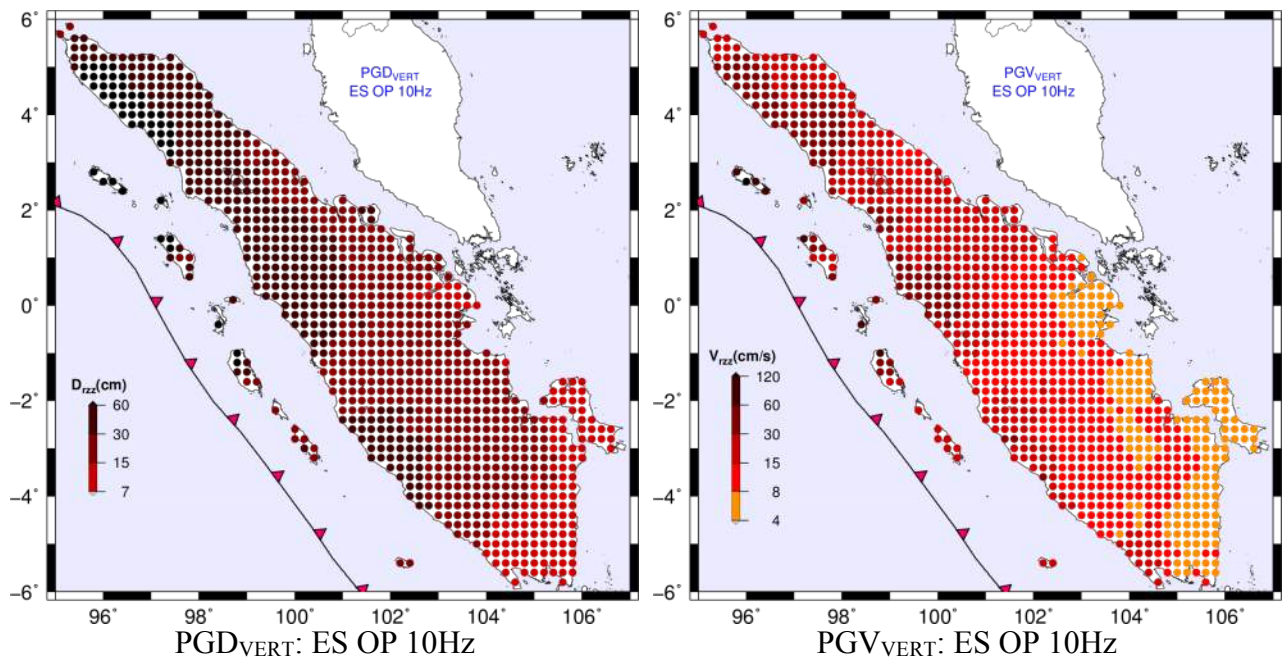 6˚
4˚
2˚
0˚
−2˚
−4˚
−6˚
96˚ 98˚ 100˚ 102˚ 104˚ 106˚
PGDVERT
ES OP 10Hz
Drzz(cm)
60
30
15
7
PGDVERT: ES OP 10Hz
6˚
4˚
2˚
0˚
−2˚
−4˚
−6˚
96˚ 98˚ 100˚ 102˚ 104˚ 106˚
PGVVERT
ES OP 10Hz
Vrzz(cm/s)
120
60
30
15
8
4
PGVVERT: ES OP 10Hz